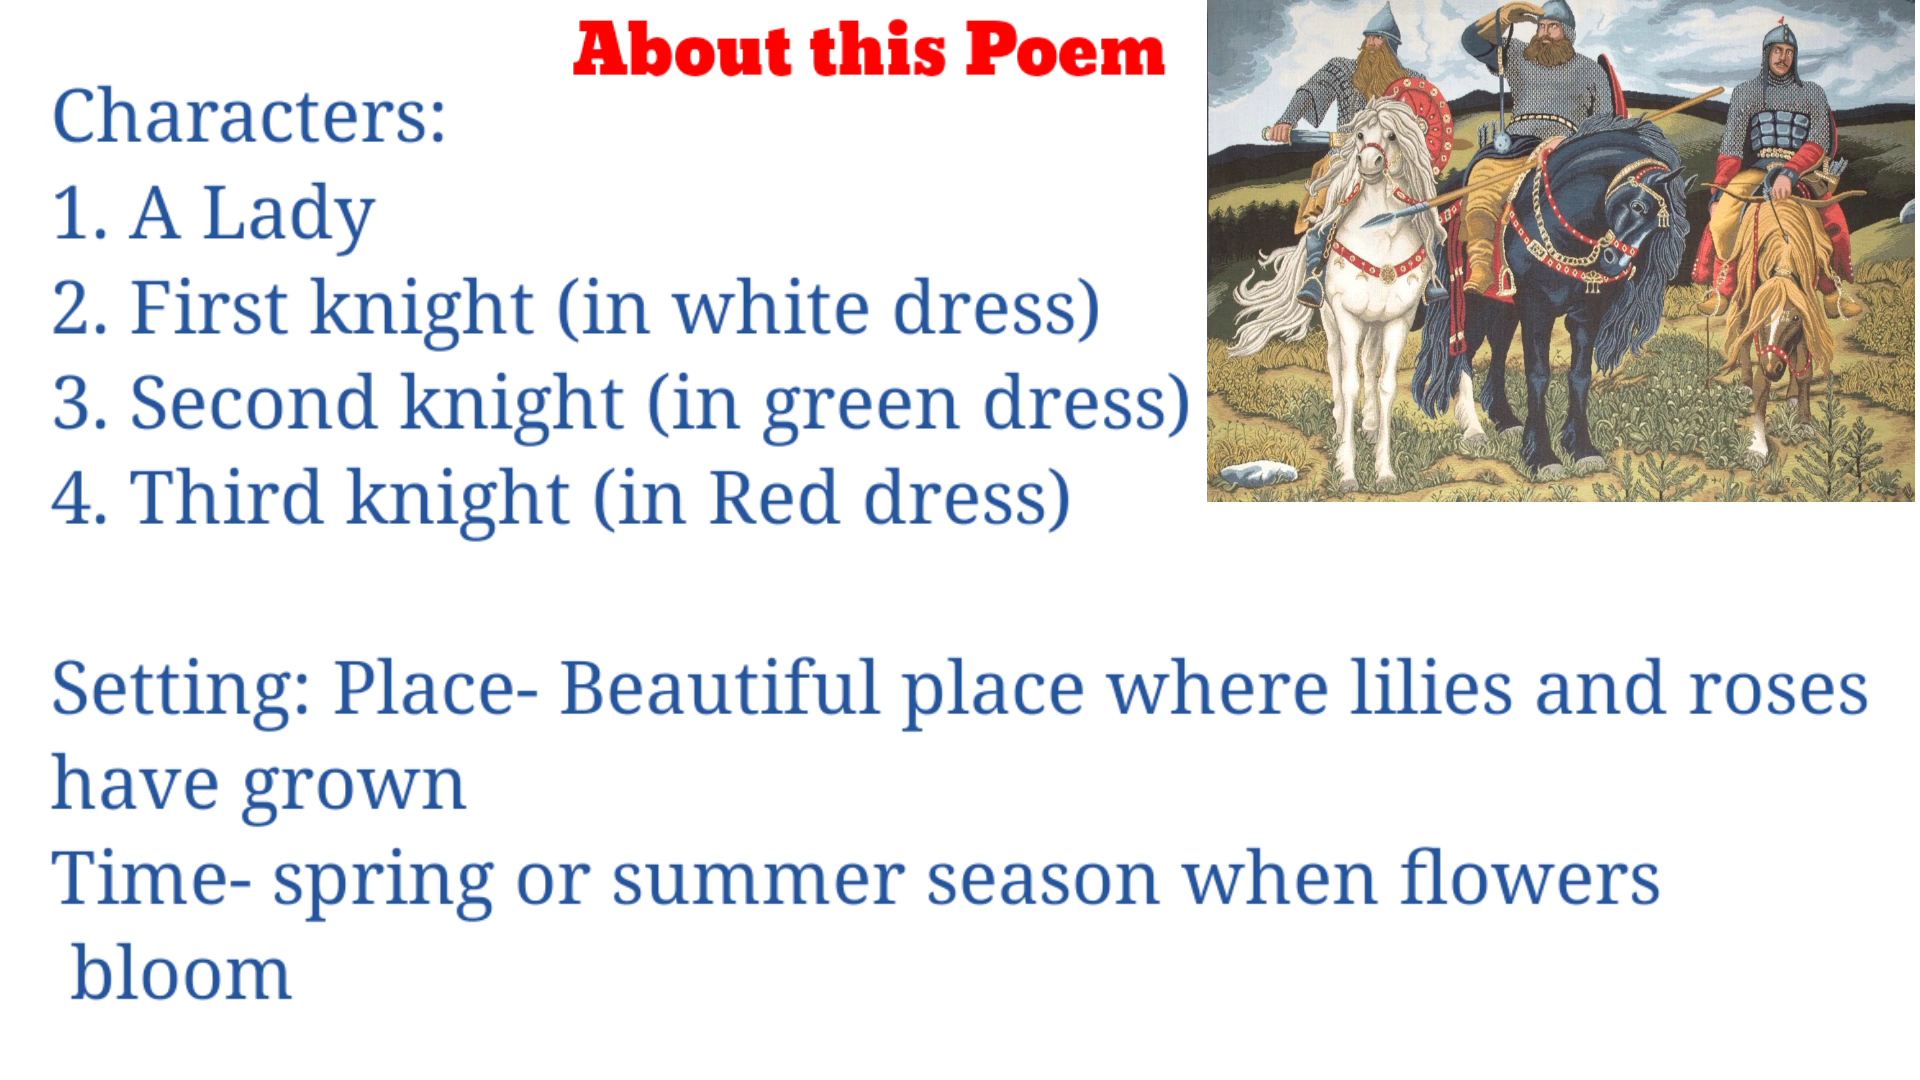 About this Poem
Characters:
1. A Lady
2. First knight (in white dress)
3. Second knight (in green dress)
4. Third knight (in Red dress)
Setting: Place- Beautiful place where lilies and roses
have grown
Time- spring or summer season when flowers
bloom